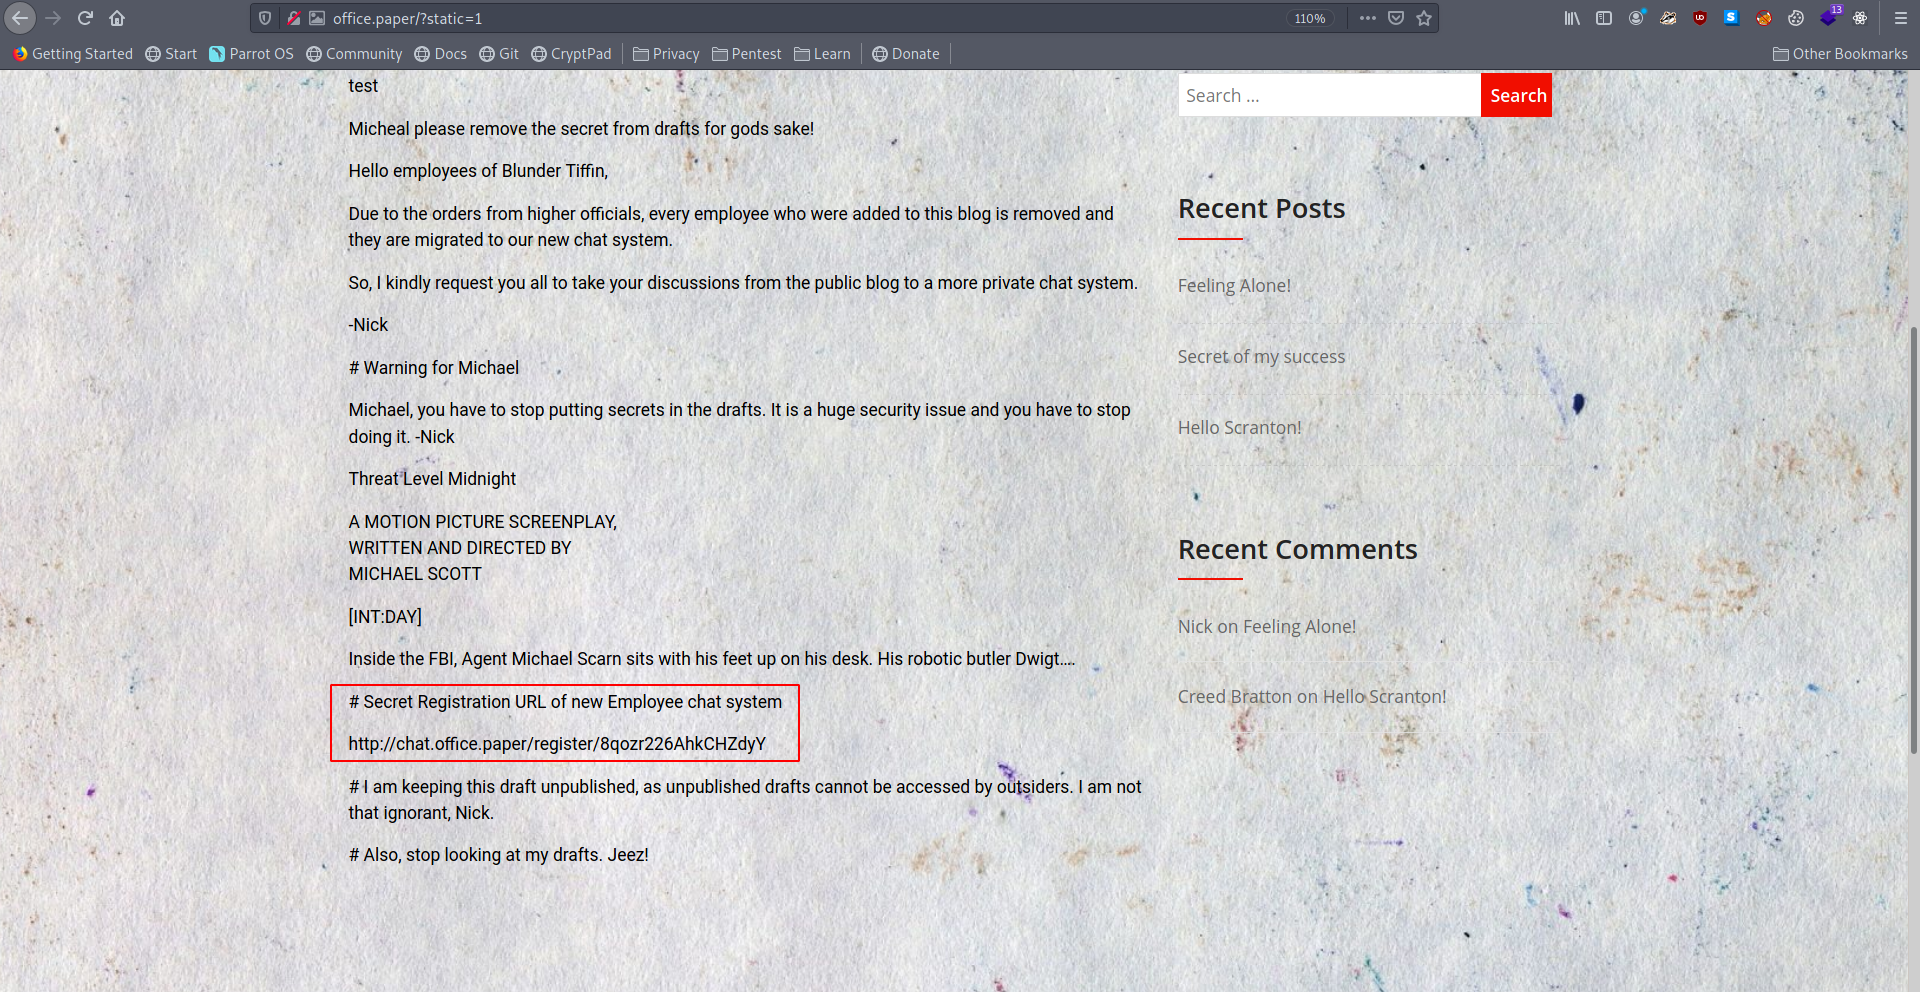 office.paper/?static=1
110%
13
Getting Started
Start
Parrot OS
Community
Docs
Git
CryptPad
Privacy
Pentest
Learn
Donate
Other Bookmarks
test
Micheal please remove the secret from drafts for gods sake!
Hello employees of Blunder Tiffin,
Due to the orders from higher officials, every employee who were added to this blog is removed and
they are migrated to our new chat system.
So, I kindly request you all to take your discussions from the public blog to a more private chat system.
-Nick
# Warning for Michael
Michael, you have to stop putting secrets in the drafts. It is a huge security issue and you have to stop
doing it. -Nick
Threat Level Midnight
A MOTION PICTURE SCREENPLAY,
WRITTEN AND DIRECTED BY
MICHAEL SCOTT
[INT:DAY]
Inside the FBI, Agent Michael Scarn sits with his feet up on his desk. His robotic butler Dwigt….
# Secret Registration URL of new Employee chat system
http://chat.office.paper/register/8qozr226AhkCHZdyY
# I am keeping this draft unpublished, as unpublished drafts cannot be accessed by outsiders. I am not
that ignorant, Nick.
# Also, stop looking at my drafts. Jeez!
Search …
Search
Recent Posts
Feeling Alone!
Secret of my success
Hello Scranton!
Recent Comments
Nick on Feeling Alone!
Creed Bratton on Hello Scranton!